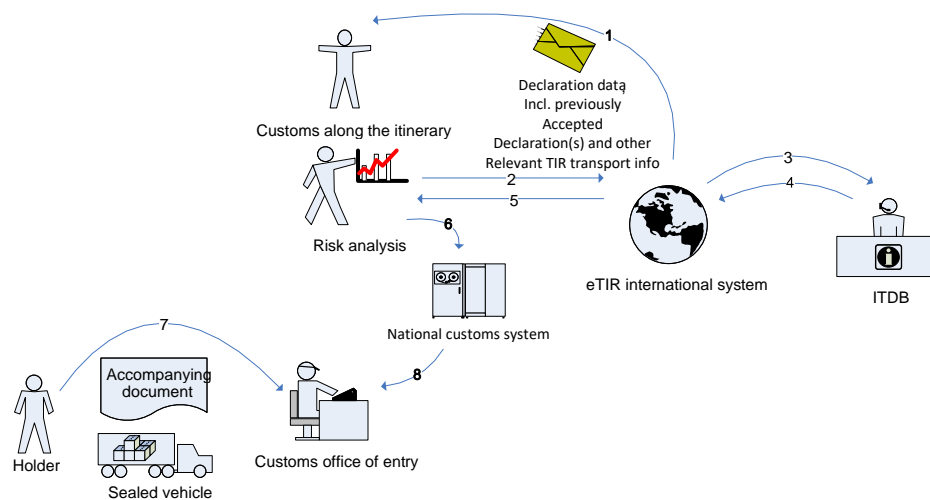 1
Declaration data,
Incl. previously
Accepted
Declaration(s) and other
Relevant TIR transport info
Customs along the itinerary
2
3
4
5
Risk analysis
6
eTIR international system
ITDB
National customs system
7
8
Accompanying
document
Holder
Sealed vehicle
Customs office of entry